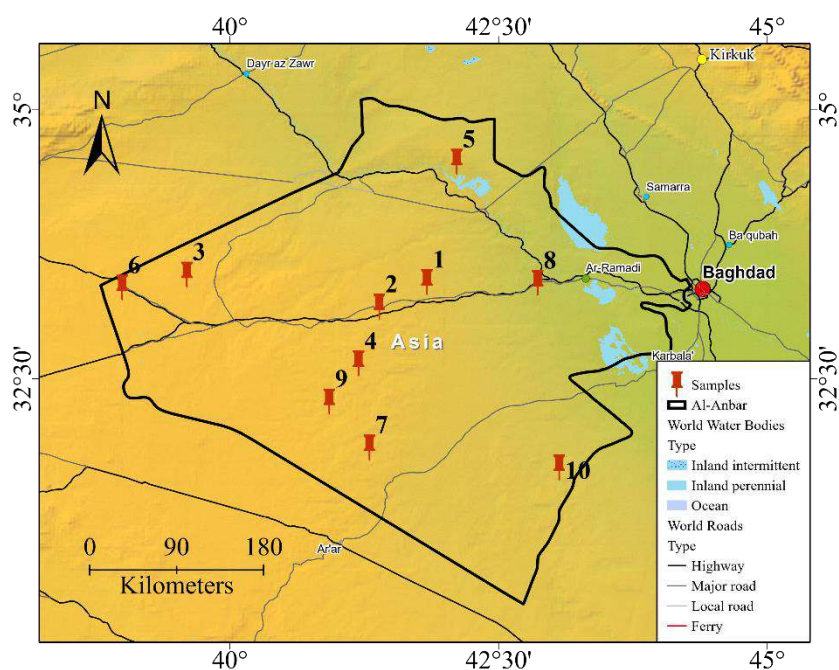 40°
42°30'
45°
Dayr az Zawr
Kirkuk
35°
35°
N
5
Samarra
Ba qubah
3
6
1
8
Ar-Ramadi
Baghdad
2
Asia
4
Karbala'
32°30'
32°30'
9
7
10
Ar'ar
0 90 180
Kilometers
Samples
Al-Anbar
World Water Bodies
Type
Inland intermittent
Inland perennial
Ocean
World Roads
Type
Highway
Major road
Local road
Ferry
40°
42°30'
45°